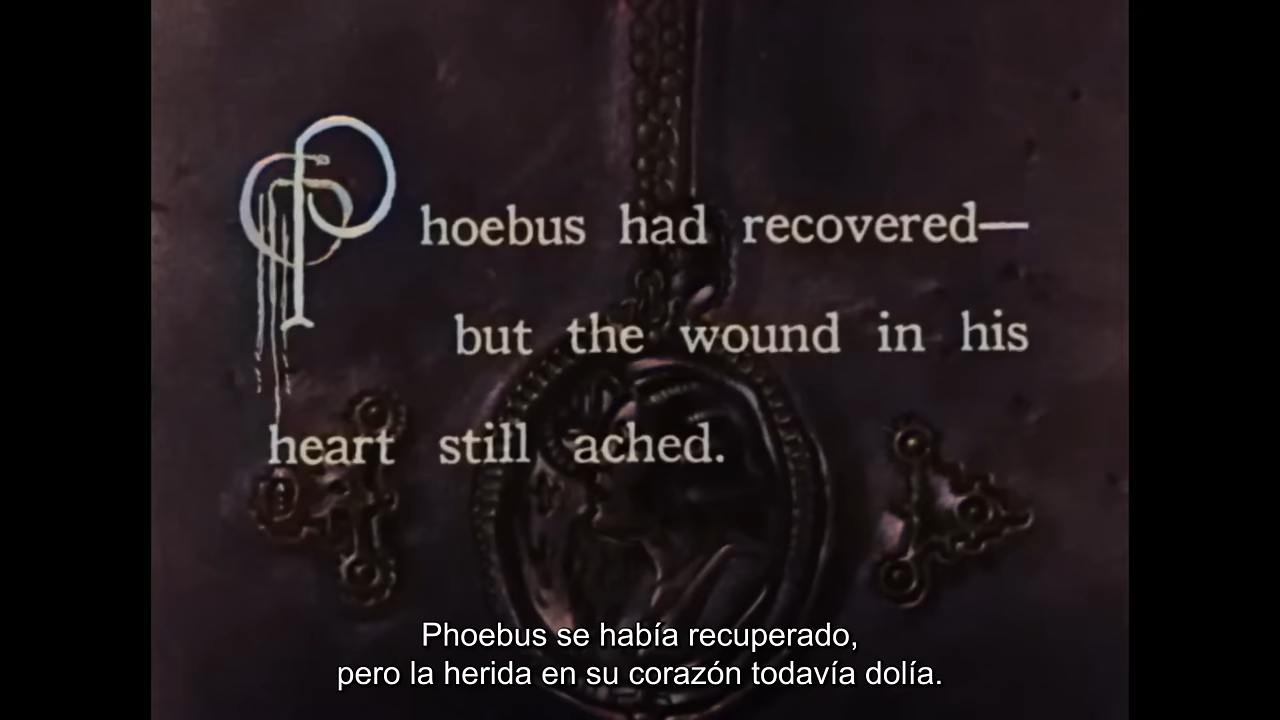 Phoebus had recovered—
but the wound in his
heart still ached.
Phoebus se había recuperado,
pero la herida en su corazón todavía dolía.